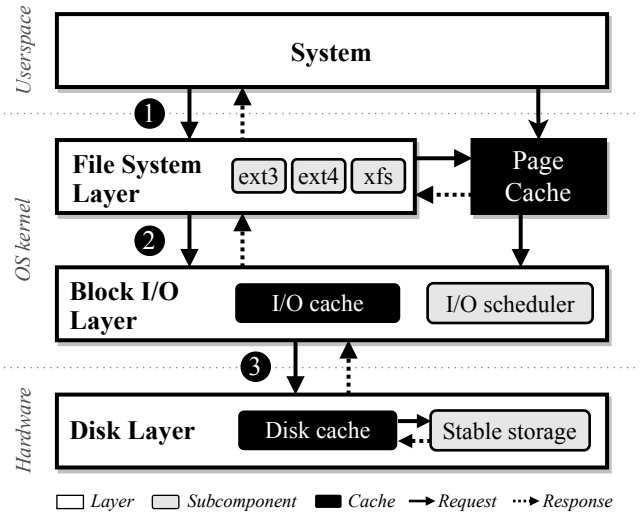 Userspace
System
1
File System
Layer
ext3
ext4
xfs
Page
Cache
OS kernel
2
Block I/O
Layer
I/O cache
I/O scheduler
3
Hardware
Disk Layer
Disk cache
Stable storage
Layer
Subcomponent
Cache
Request
Response